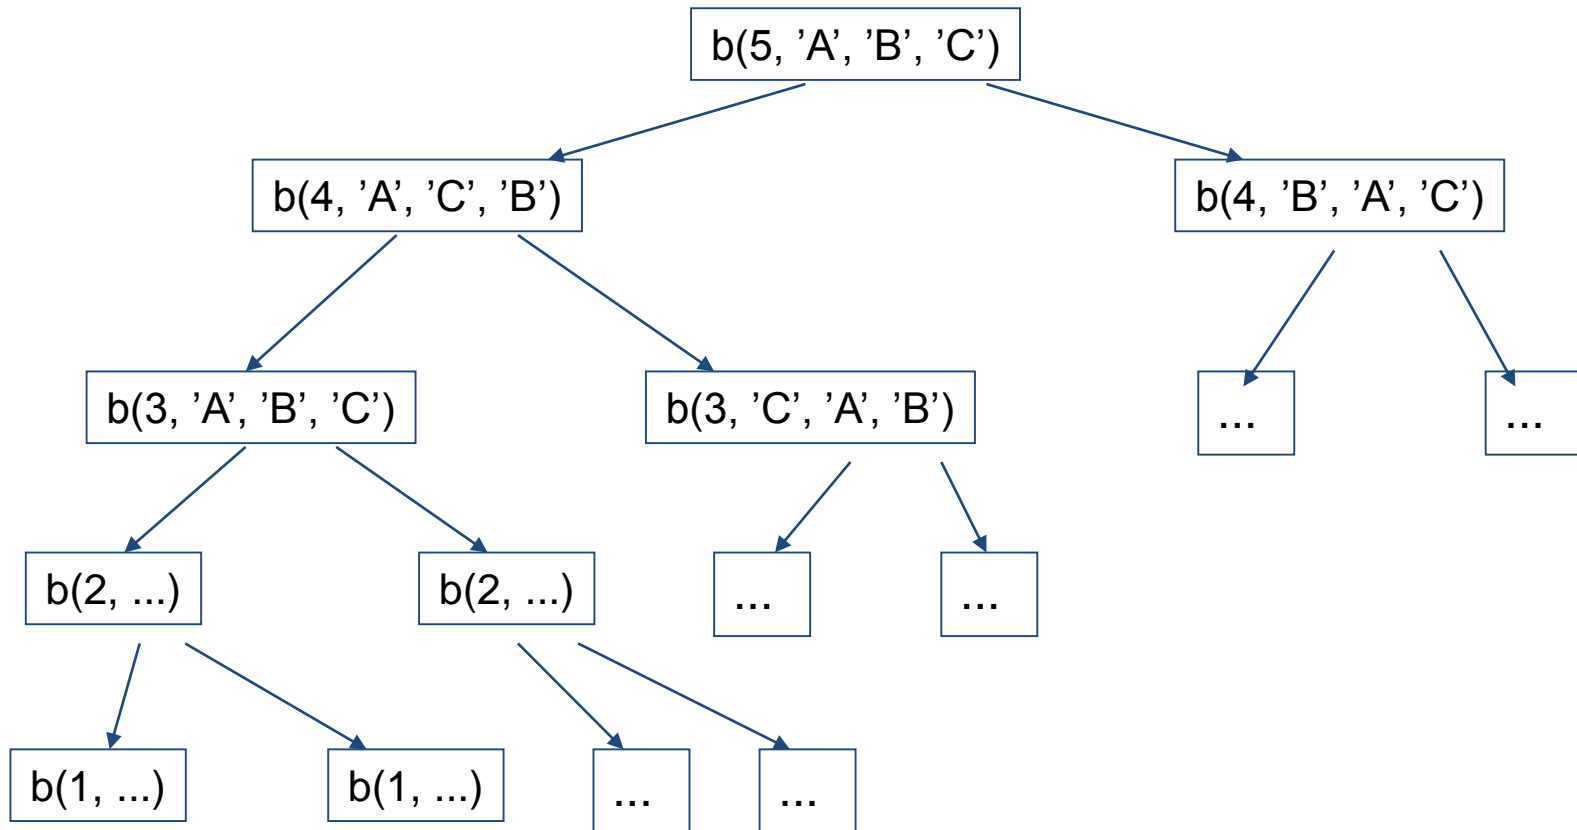 b(5, ’A’, ’B’, ’C’)
b(4, ’A’, ’C’, ’B’)
b(4, ’B’, ’A’, ’C’)
b(3, ’A’, ’B’, ’C’)
b(3, ’C’, ’A’, ’B’)
...
...
b(2, ...)
b(2, ...)
...
...
b(1, ...)
b(1, ...)
...
...